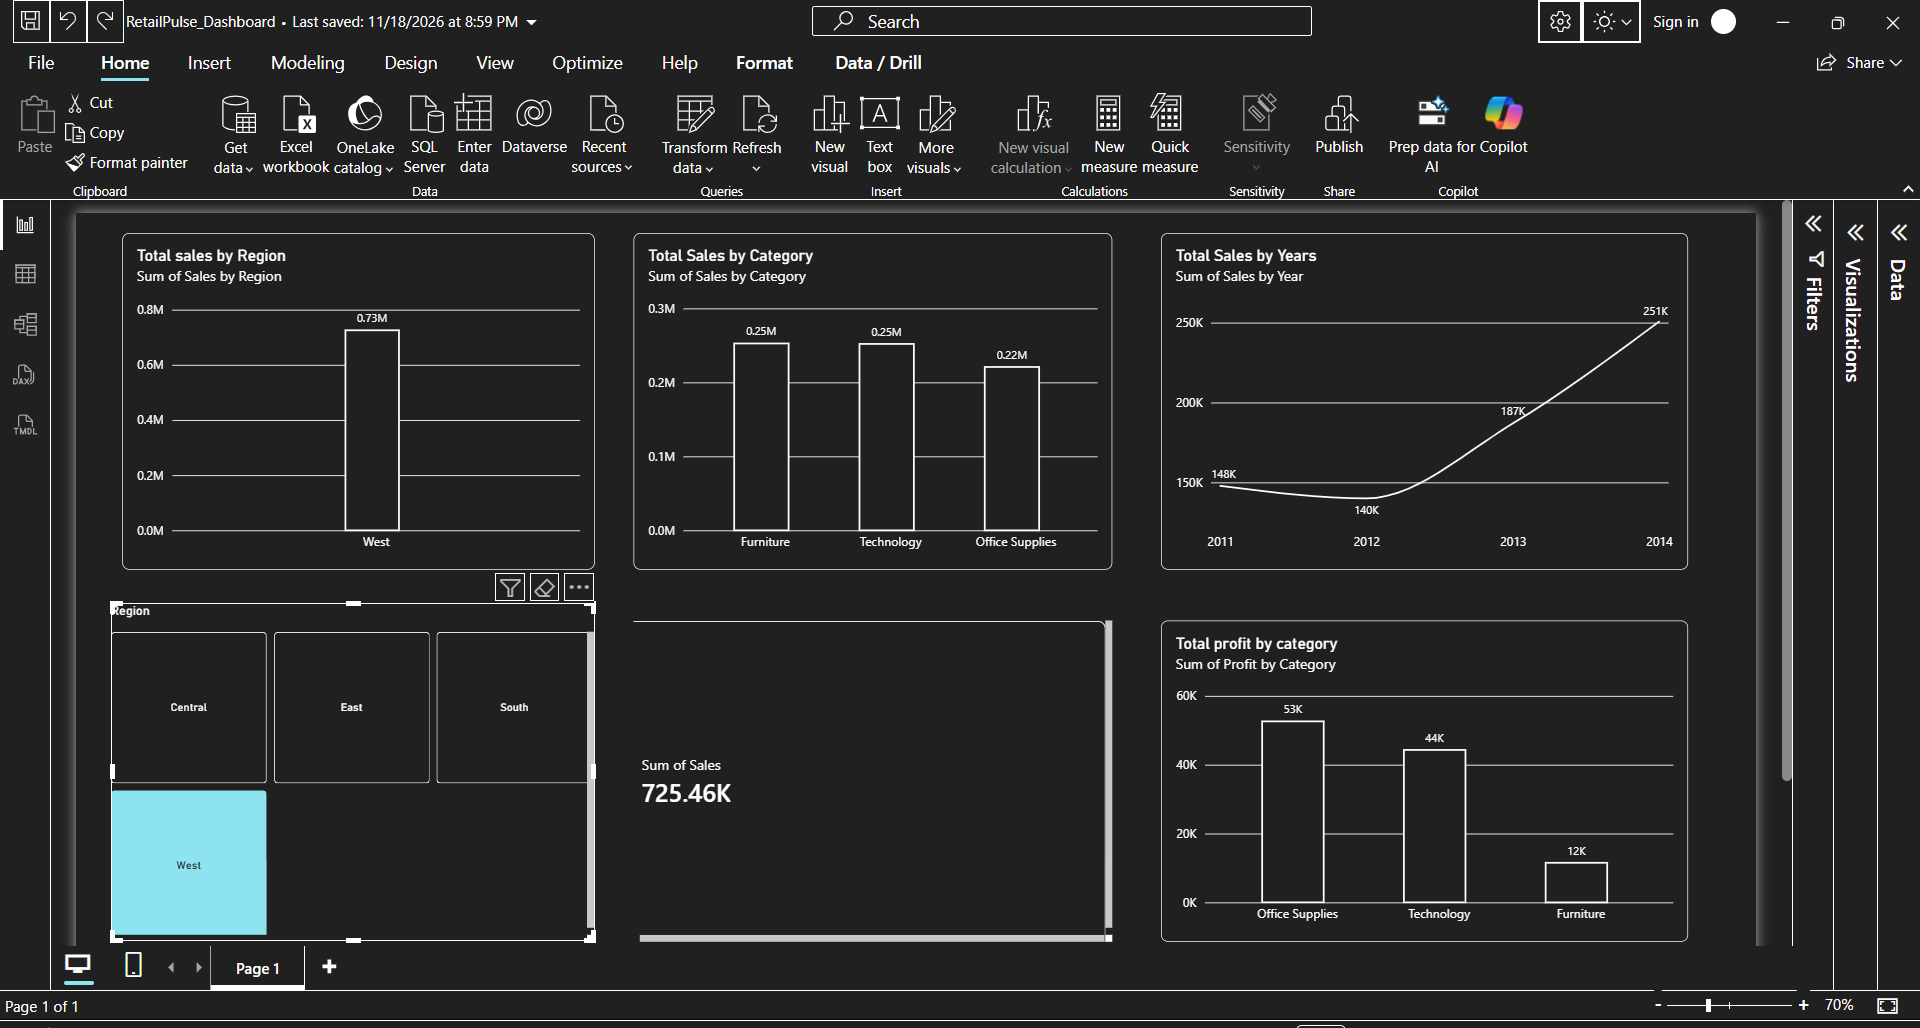 RetailPulse_Dashboard • Last saved: 11/18/2026 at 8:59 PM
Search
Sign in
File Home Insert Modeling Design View Optimize Help Format Data / Drill
Share
Paste
Cut
Copy
Format painter
Clipboard
Get data
Excel workbook
OneLake catalog
SQL Server
Enter data
Dataverse
Recent sources
Data
Transform data
Refresh
Queries
New visual
Text box
More visuals
Insert
New visual calculation
New measure
Quick measure
Calculations
Sensitivity
Sensitivity
Publish
Share
Prep data for AI
Copilot
Copilot
DAX
TMDL
Total sales by Region
Sum of Sales by Region
0.8M
0.6M
0.4M
0.2M
0.0M
0.73M
West
Total Sales by Category
Sum of Sales by Category
0.3M
0.2M
0.1M
0.0M
0.25M
0.25M
0.22M
Furniture Technology Office Supplies
Total Sales by Years
Sum of Sales by Year
250K
200K
150K
148K
140K
187K
251K
2011 2012 2013 2014
Filters
Visualizations
Data
Region
Central
East
South
West
Sum of Sales
725.46K
Total profit by category
Sum of Profit by Category
60K
40K
20K
0K
53K
44K
12K
Office Supplies Technology Furniture
Page 1
Page 1 of 1
- + 70%